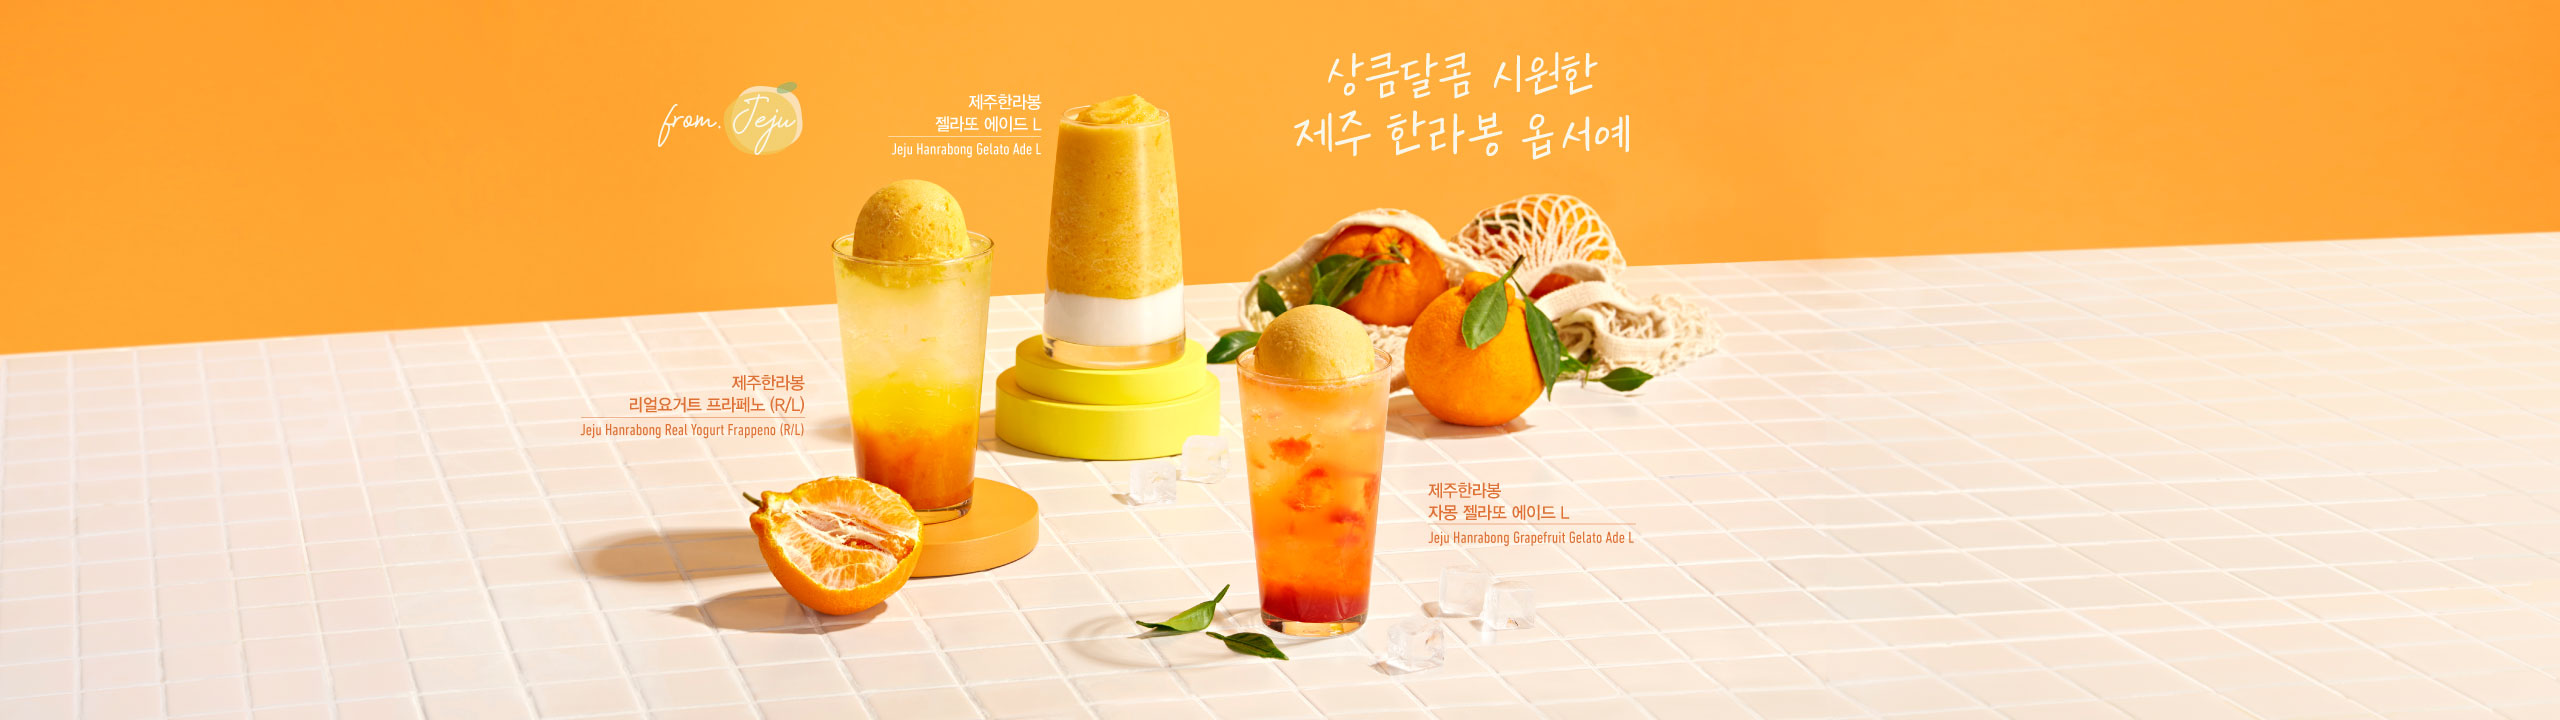 from. Jeju
제주한라봉
젤라또 에이드 L
Jeju Hanrabong Gelato Ade L
상큼달콤 시원한
제주 한라봉 옵서예
제주한라봉
리얼요거트 프라페노 (R/L)
Jeju Hanrabong Real Yogurt Frappeno (R/L)
제주한라봉
자몽 젤라또 에이드 L
Jeju Hanrabong Grapefruit Gelato Ade L